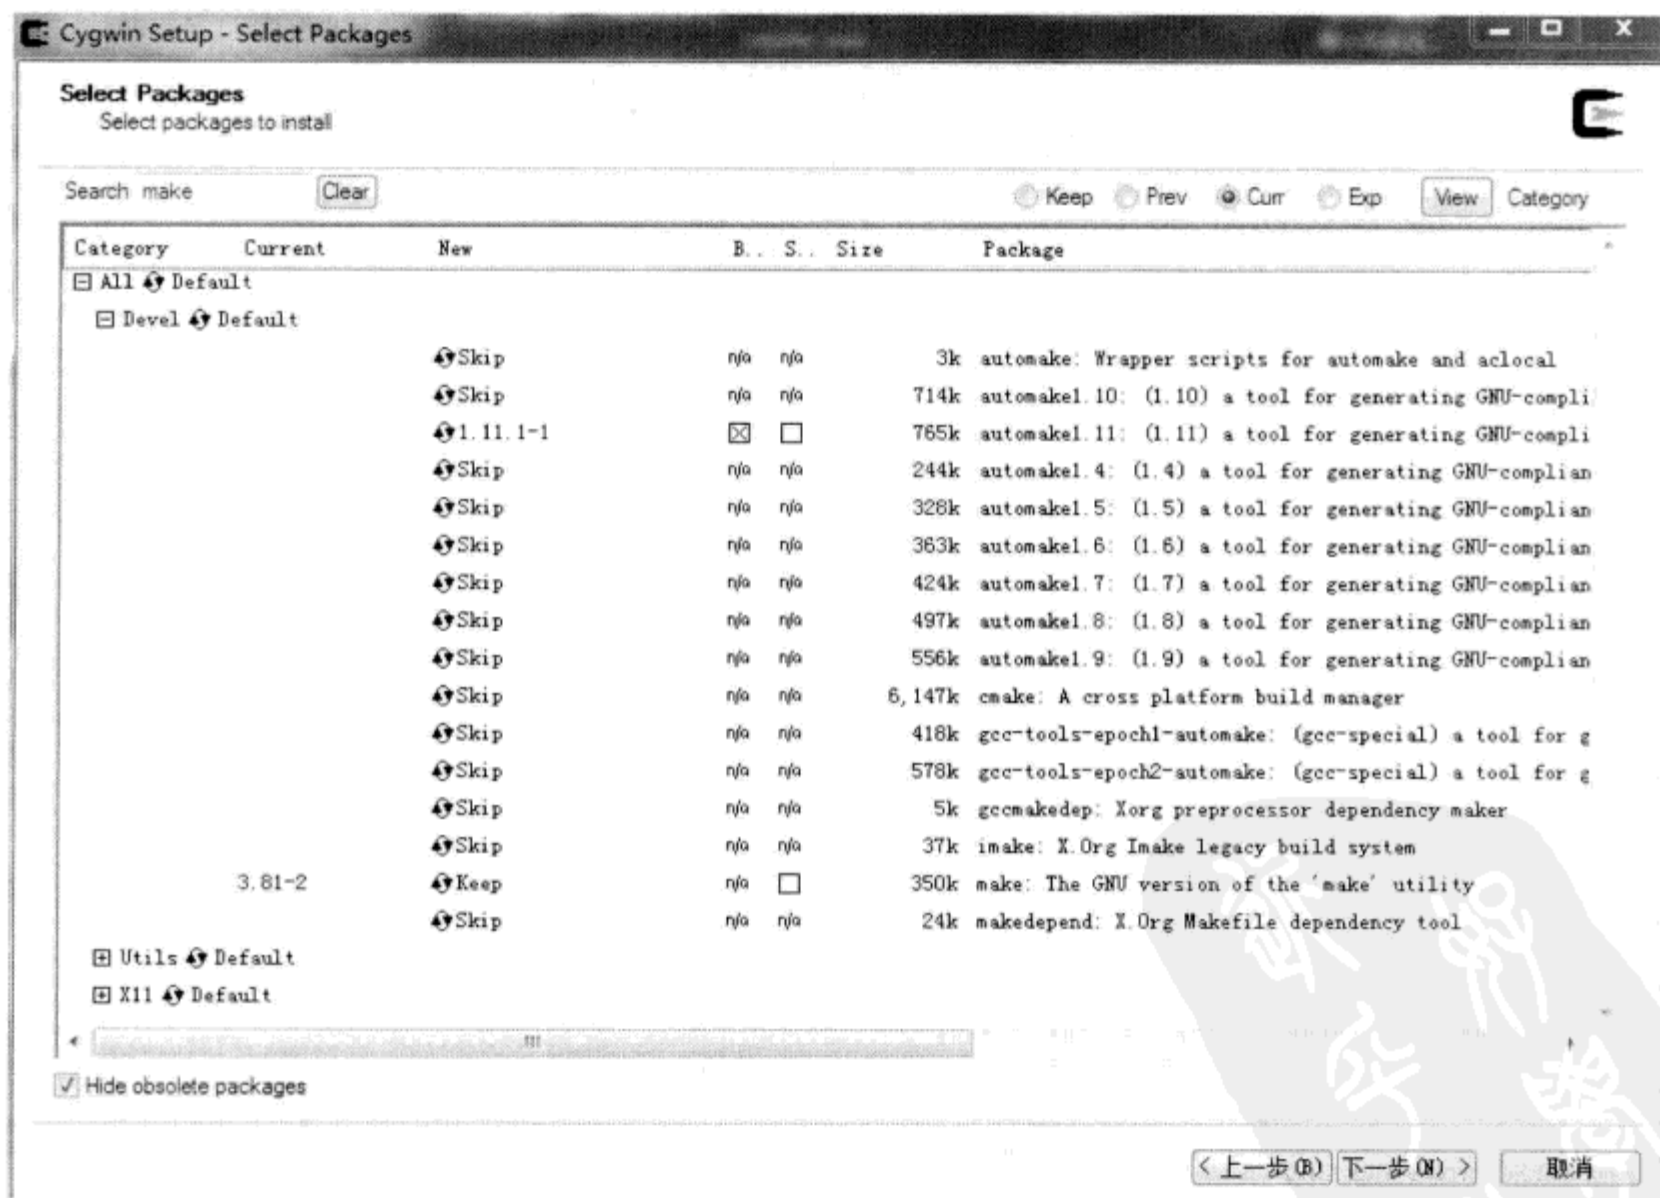 Cygwin Setup - Select Packages
Select Packages
Select packages to install
Search make Clear Keep Prev Curr Exp View Category
Category Current New B.. S.. Size Package
All Default
Devel Default
Skip n/a n/a 3k automake: Wrapper scripts for automake and aclocal
Skip n/a n/a 714k automake1.10: (1.10) a tool for generating GNU-compli
1.11.1-1 765k automake1.11: (1.11) a tool for generating GNU-compli
Skip n/a n/a 244k automake1.4: (1.4) a tool for generating GNU-complian
Skip n/a n/a 328k automake1.5: (1.5) a tool for generating GNU-complian
Skip n/a n/a 363k automake1.6: (1.6) a tool for generating GNU-complian
Skip n/a n/a 424k automake1.7: (1.7) a tool for generating GNU-complian
Skip n/a n/a 497k automake1.8: (1.8) a tool for generating GNU-complian
Skip n/a n/a 556k automake1.9: (1.9) a tool for generating GNU-complian
Skip n/a n/a 6,147k cmake: A cross platform build manager
Skip n/a n/a 418k gcc-tools-epoch1-automake: (gcc-special) a tool for g
Skip n/a n/a 578k gcc-tools-epoch2-automake: (gcc-special) a tool for g
Skip n/a n/a 5k gccmakedep: Xorg preprocessor dependency maker
Skip n/a n/a 37k imake: X.Org Imake legacy build system
3.81-2 Keep n/a 350k make: The GNU version of the 'make' utility
Skip n/a n/a 24k makedepend: X.Org Makefile dependency tool
Utils Default
X11 Default
Hide obsolete packages
< 上一步(B) 下一步(N) > 取消